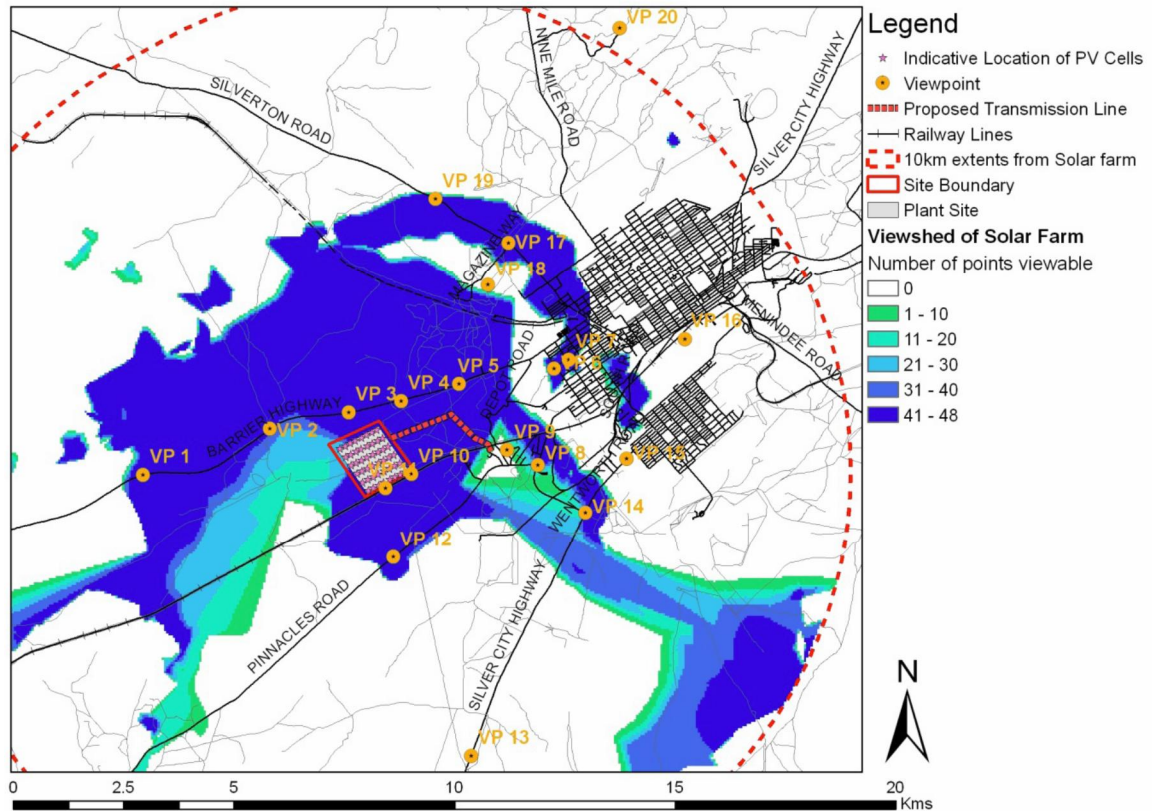 VP 20
NINE MILE ROAD
SILVER CITY HIGHWAY
SILVERTON ROAD
VP 19
VP 17
MAGAZINE WAY
VP 18
MENINDEE ROAD
VP 16
VP 7
VP 5
VP 4
VP 3
BARRIER HIGHWAY
VP 2
VP 1
VP 9
VP 10
VP 8
VP 15
VP 14
VP 12
PINNACLES ROAD
SILVER CITY HIGHWAY
VP 13
Legend
Indicative Location of PV Cells
Viewpoint
Proposed Transmission Line
Railway Lines
10km extents from Solar farm
Site Boundary
Plant Site
Viewshed of Solar Farm
Number of points viewable
0
1 - 10
11 - 20
21 - 30
31 - 40
41 - 48
N
0 2.5 5 10 15 20
Kms